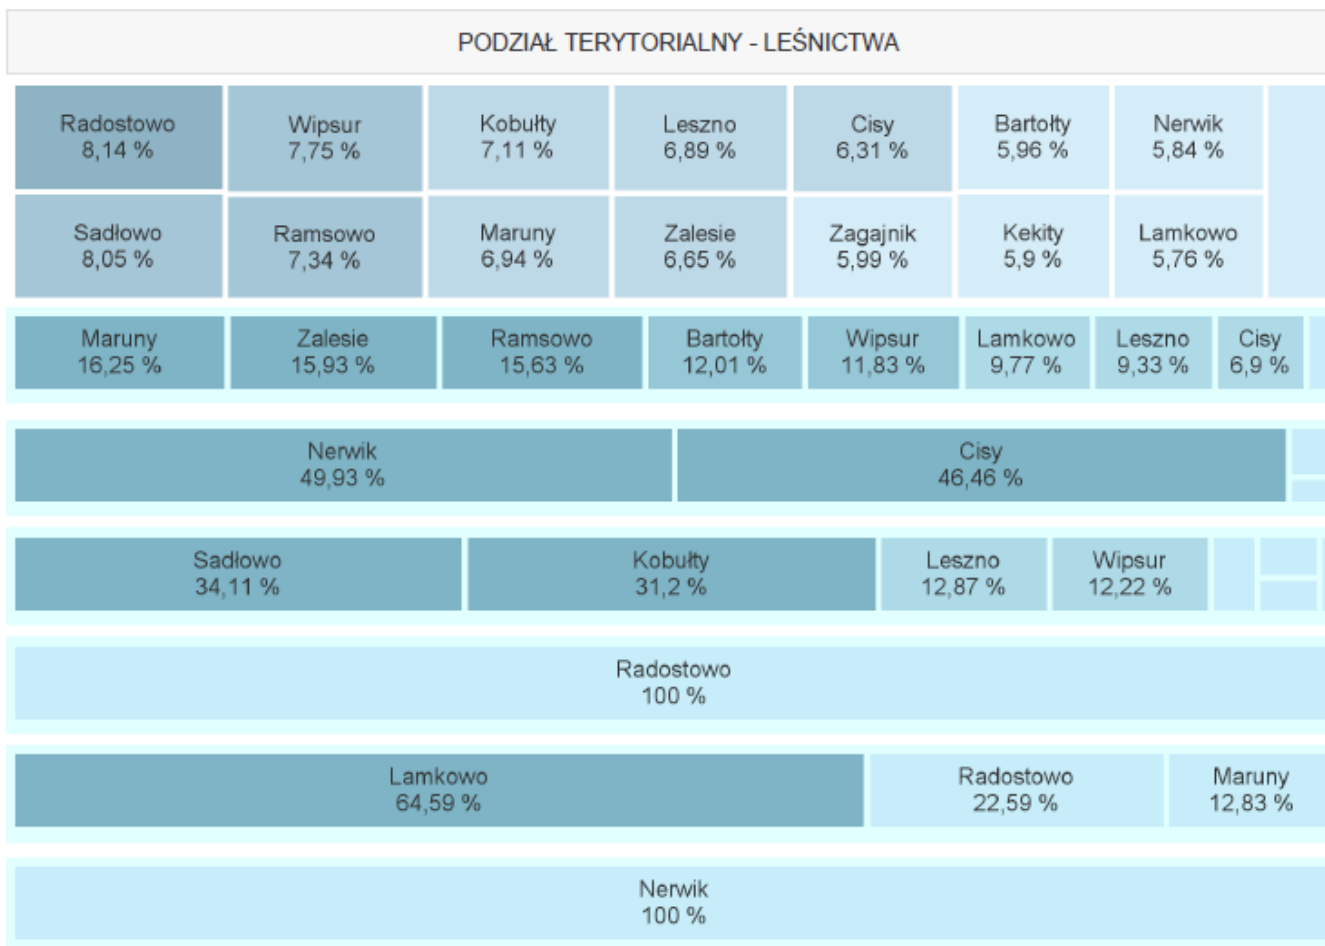 PODZIAŁ TERYTORIALNY - LEŚNICTWA
Radostowo
8,14 %
Wipsur
7,75 %
Kobułty
7,11 %
Leszno
6,89 %
Cisy
6,31 %
Bartołty
5,96 %
Nerwik
5,84 %
Sadłowo
8,05 %
Ramsowo
7,34 %
Maruny
6,94 %
Zalesie
6,65 %
Zagajnik
5,99 %
Kekity
5,9 %
Lamkowo
5,76 %
Maruny
16,25 %
Zalesie
15,93 %
Ramsowo
15,63 %
Bartołty
12,01 %
Wipsur
11,83 %
Lamkowo
9,77 %
Leszno
9,33 %
Cisy
6,9 %
Nerwik
49,93 %
Cisy
46,46 %
Sadłowo
34,11 %
Kobułty
31,2 %
Leszno
12,87 %
Wipsur
12,22 %
Radostowo
100 %
Lamkowo
64,59 %
Radostowo
22,59 %
Maruny
12,83 %
Nerwik
100 %